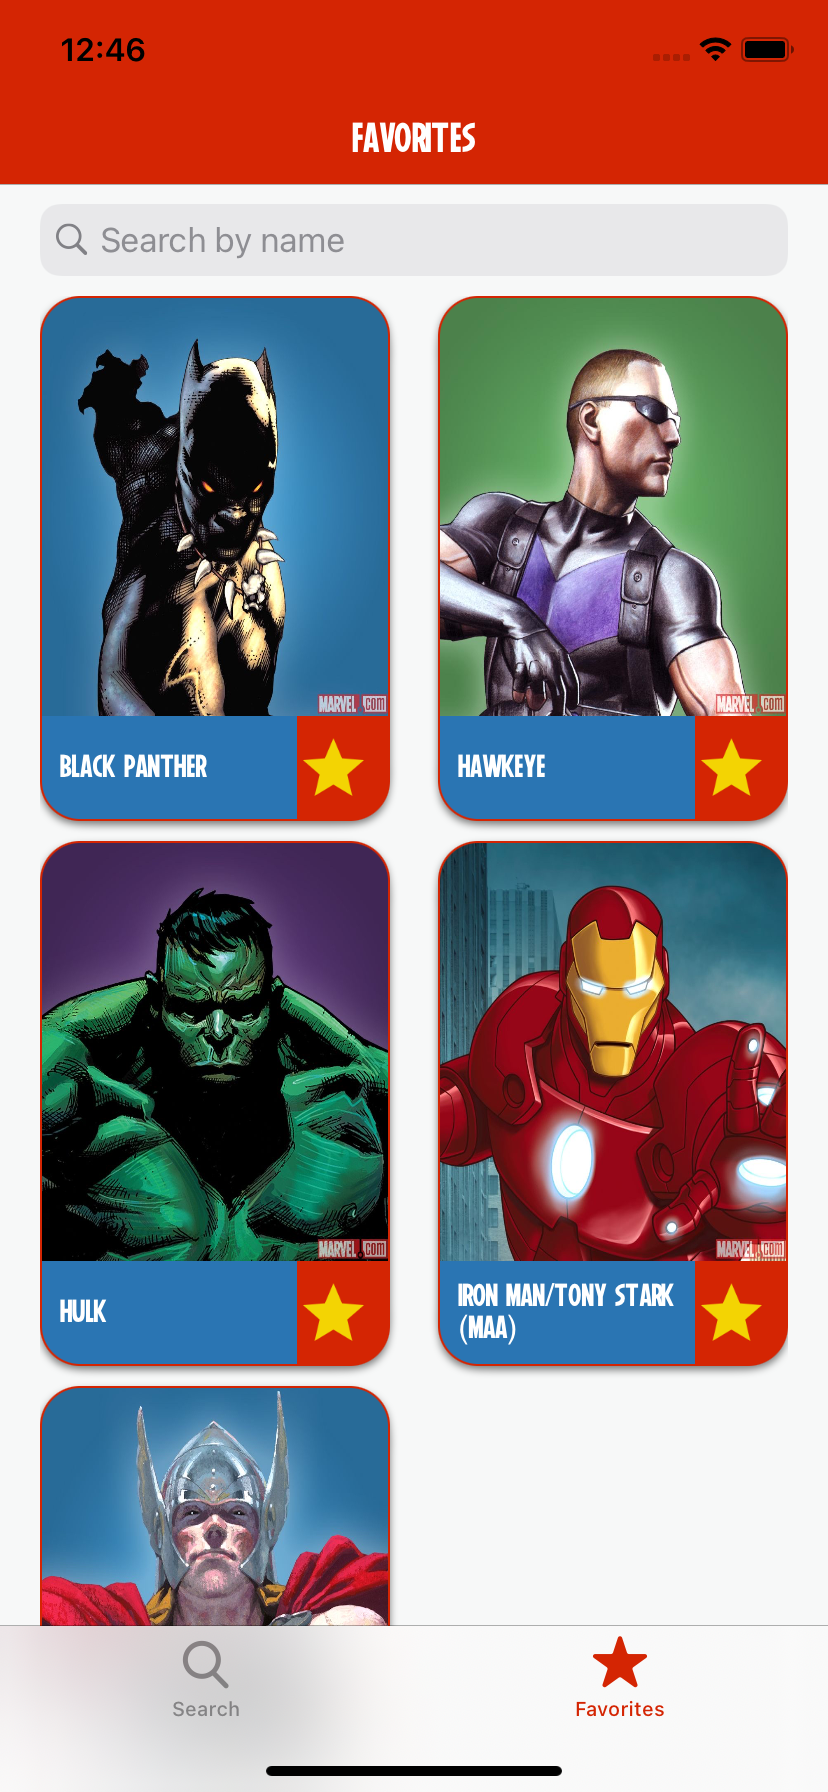 12:46
FAVORITES
Search by name
MARVEL.COM
MARVEL.COM
BLACK PANTHER
HAWKEYE
MARVEL.COM
MARVEL.COM
HULK
IRON MAN/TONY STARK
(MAA)
Search
Favorites